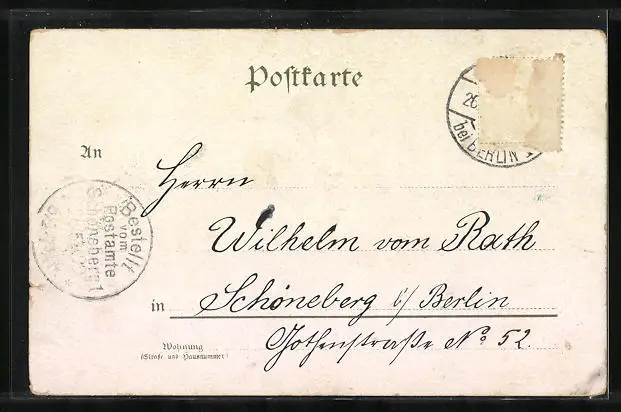 Postkarte
26.
bei BERLIN
An
Herrn
Wilhelm vom Rath
Bestellt
vom
Postamte
Schöneberg 1
in Schöneberg b/ Berlin
Wohnung
(Straße und Hausnummer)
Gothenstraße No 52.